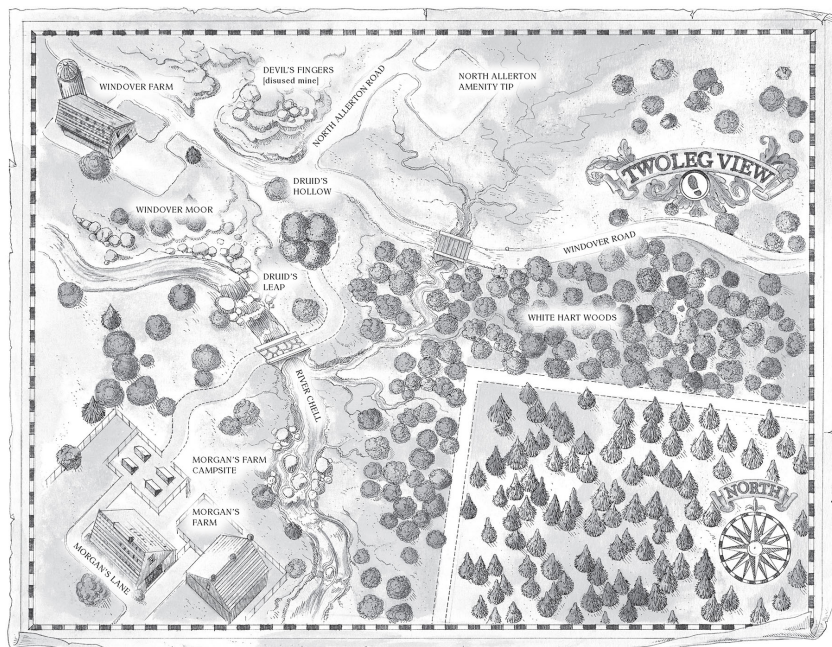 DEVIL'S FINGERS
[disused mine]
NORTH ALLERTON
AMENITY TIP
WINDOVER FARM
NORTH ALLERTON ROAD
TWOLEG VIEW
DRUID'S
HOLLOW
WINDOVER MOOR
WINDOVER ROAD
DRUID'S
LEAP
WHITE HART WOODS
RIVER CHELL
MORGAN'S FARM
CAMPSITE
MORGAN'S
FARM
MORGAN'S LANE
NORTH